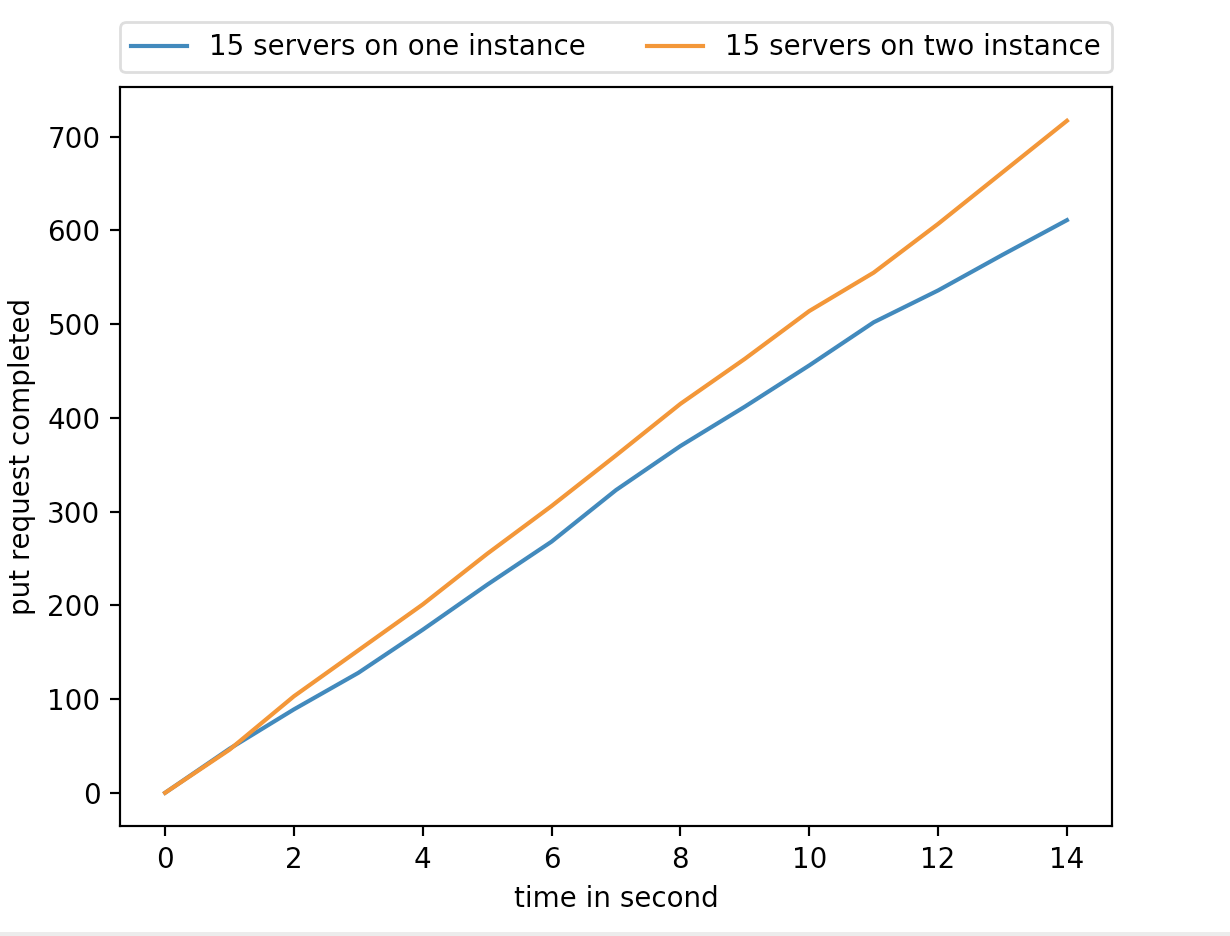 15 servers on one instance 15 servers on two instance
700
600
500
400
300
200
100
0
put request completed
0 2 4 6 8 10 12 14
time in second